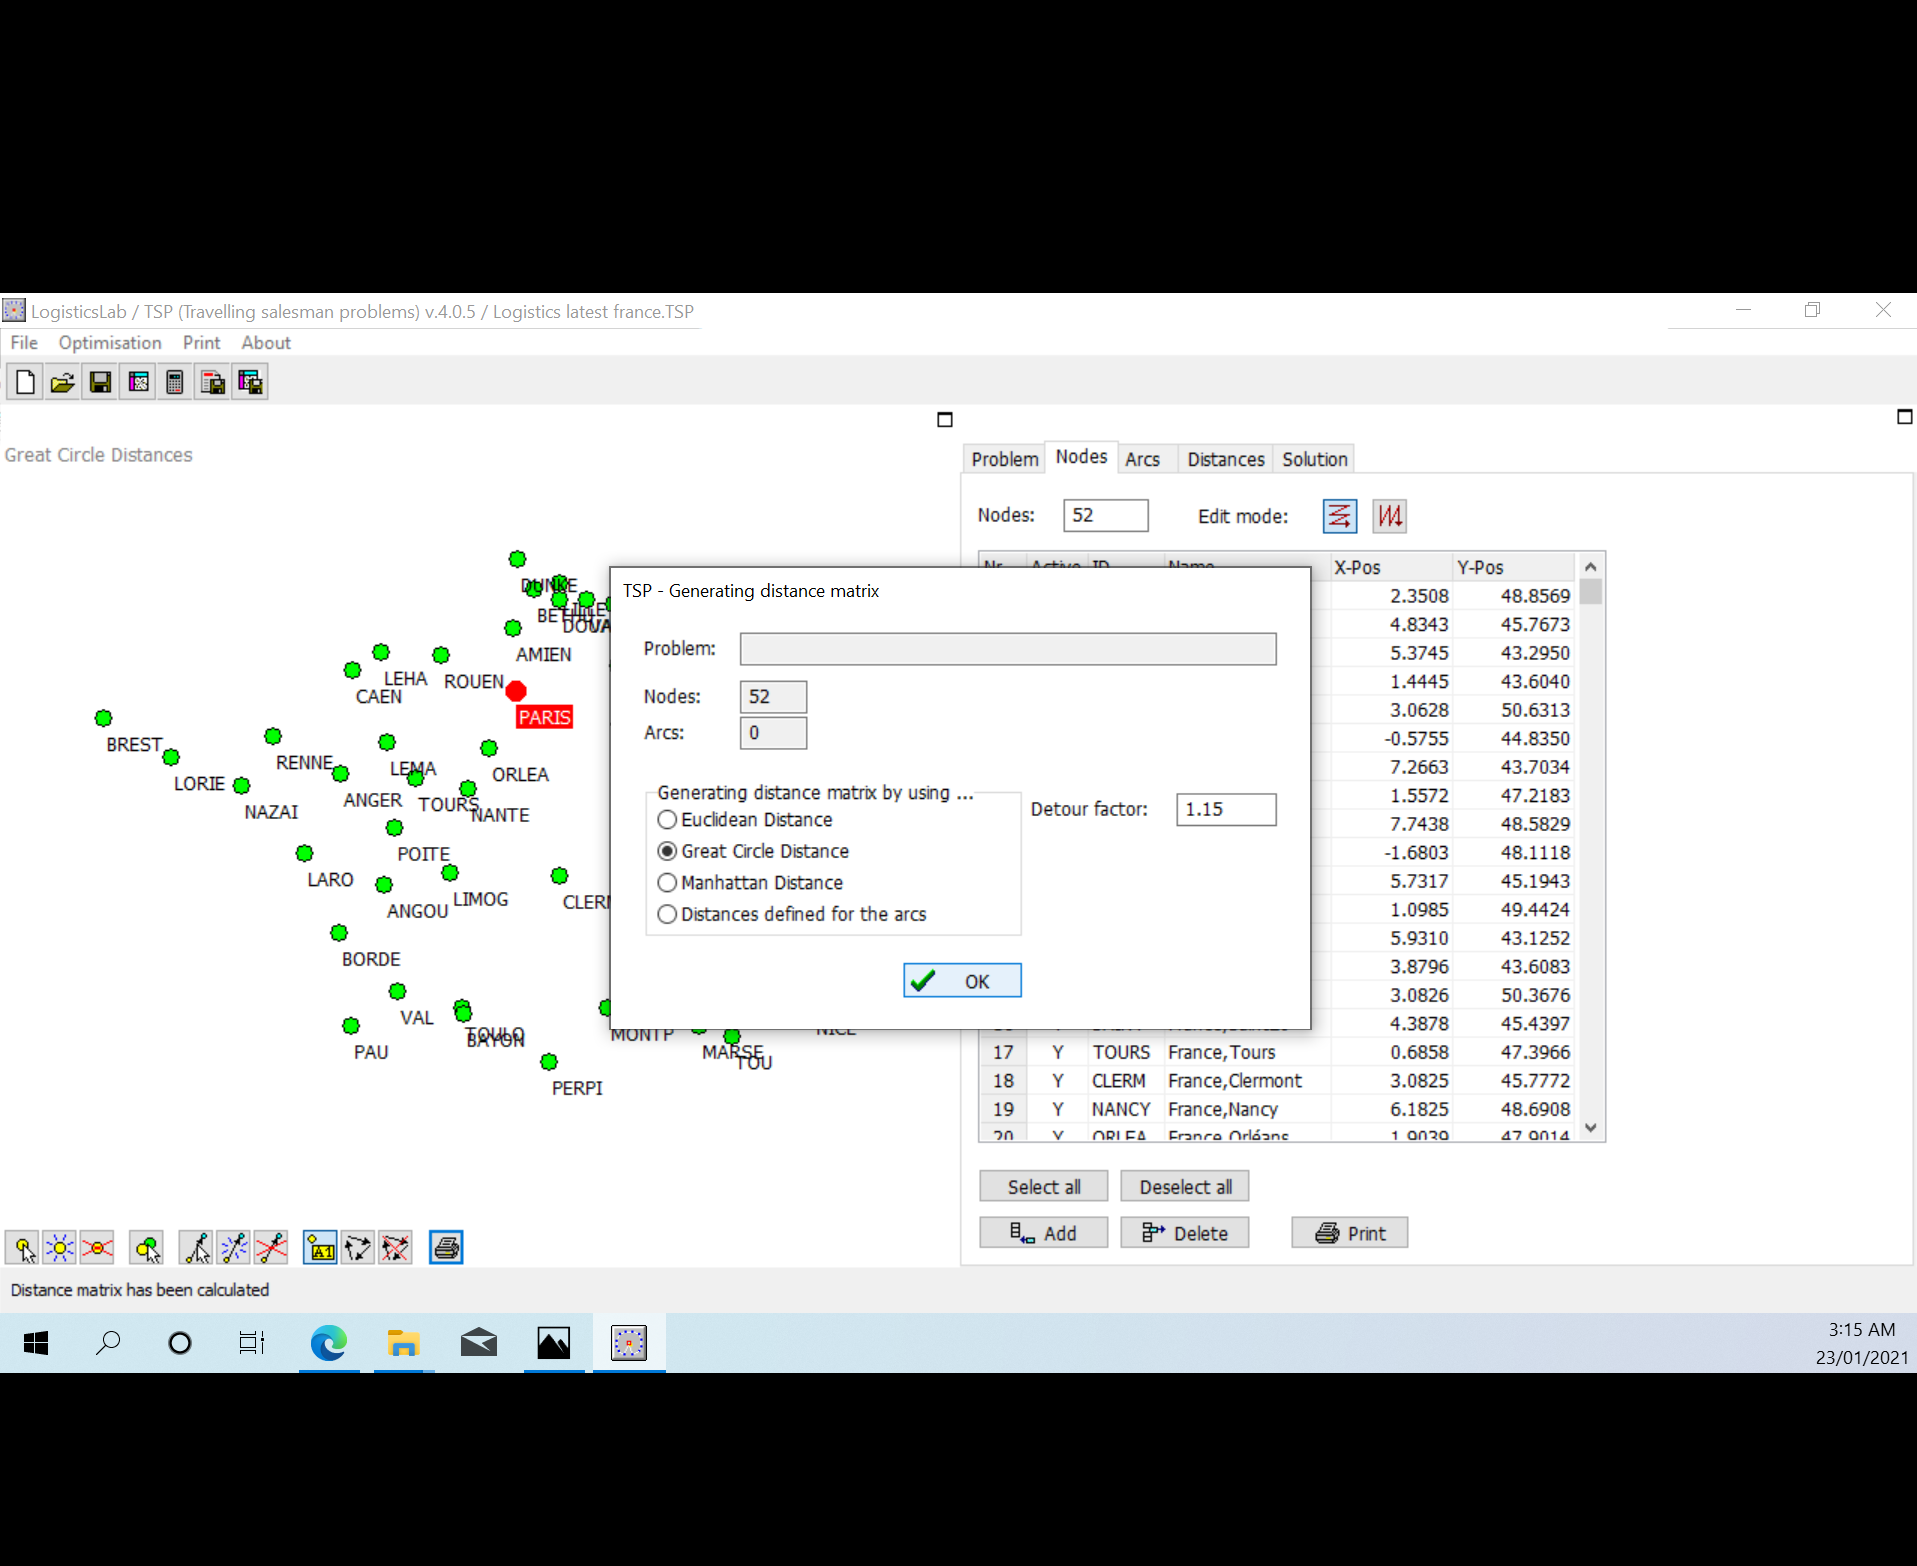 LogisticsLab / TSP (Travelling salesman problems) v.4.0.5 / Logistics latest france.TSP
File Optimisation Print About
Great Circle Distances
Problem Nodes Arcs Distances Solution
Nodes: 52 Edit mode:
Nr Active ID Name X-Pos Y-Pos
2.3508 48.8569
4.8343 45.7673
5.3745 43.2950
1.4445 43.6040
3.0628 50.6313
-0.5755 44.8350
7.2663 43.7034
1.5572 47.2183
7.7438 48.5829
-1.6803 48.1118
5.7317 45.1943
1.0985 49.4424
5.9310 43.1252
3.8796 43.6083
3.0826 50.3676
4.3878 45.4397
17 Y TOURS France,Tours 0.6858 47.3966
18 Y CLERM France,Clermont 3.0825 45.7772
19 Y NANCY France,Nancy 6.1825 48.6908
20 Y ORLEA France,Orléans 1.9039 47.9014
Select all Deselect all
Add Delete Print
DUNKE
BETHU
LILLE
DOU
VA
AMIEN
LEHA
ROUEN
CAEN
PARIS
BREST
RENNE
LEMA
ORLEA
LORIE
ANGER
TOURS
NANTE
NAZAI
POITE
LARO
ANGOU
LIMOG
CLERM
BORDE
VAL
TOULO
BAYON
PAU
MONTP
MARSE
TOU
NICE
PERPI
TSP - Generating distance matrix
Problem:
Nodes: 52
Arcs: 0
Generating distance matrix by using ...
Euclidean Distance
Great Circle Distance
Manhattan Distance
Distances defined for the arcs
Detour factor: 1.15
OK
A1
Distance matrix has been calculated
3:15 AM
23/01/2021